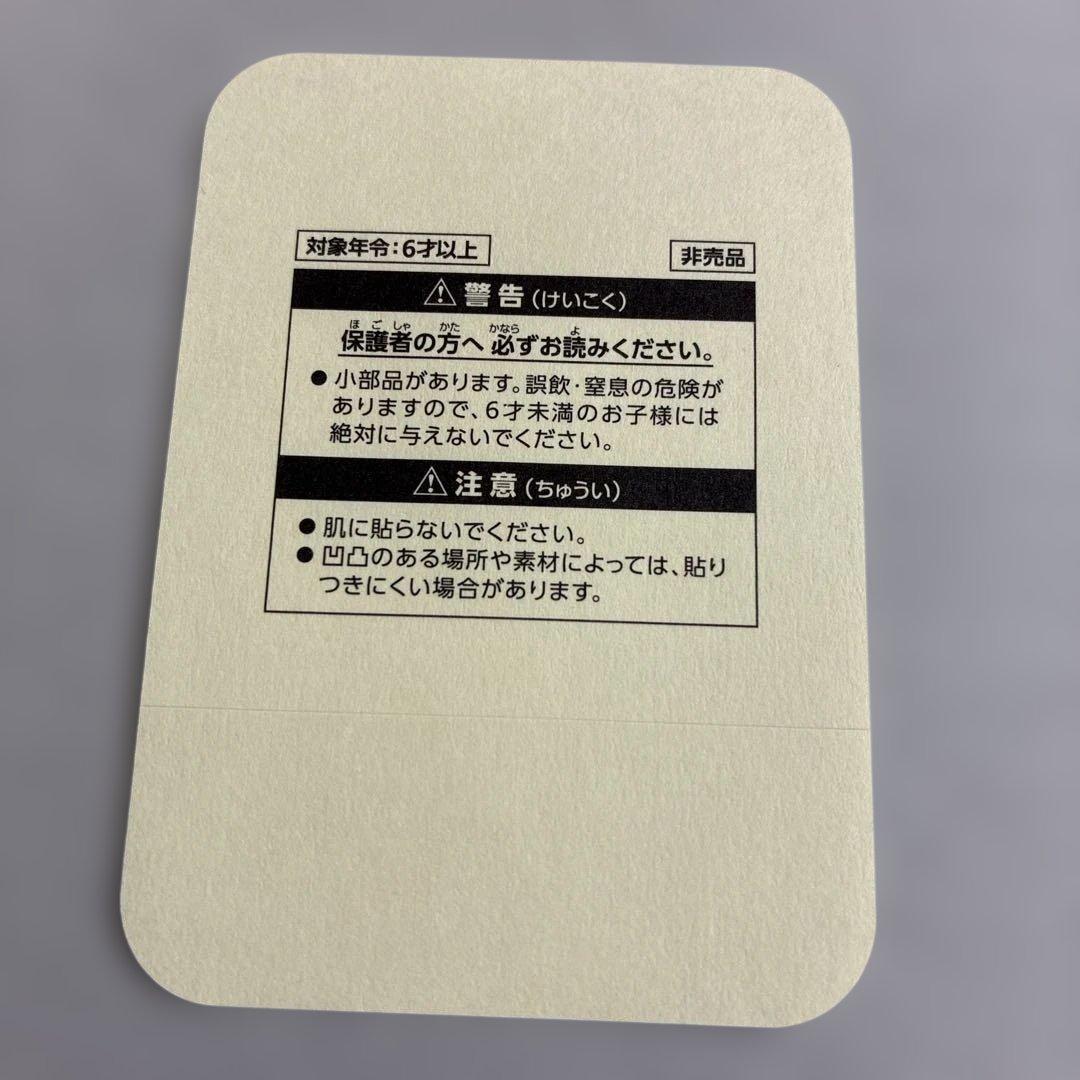 対象年令:6才以上 非売品
⚠ 警告(けいこく)
ほごしゃ かた かなら よ
保護者の方へ 必ずお読みください。
● 小部品があります。誤飲・窒息の危険が
ありますので、6才未満のお子様には
絶対に与えないでください。
⚠ 注意(ちゅうい)
● 肌に貼らないでください。
● 凹凸のある場所や素材によっては、貼り
つきにくい場合があります。